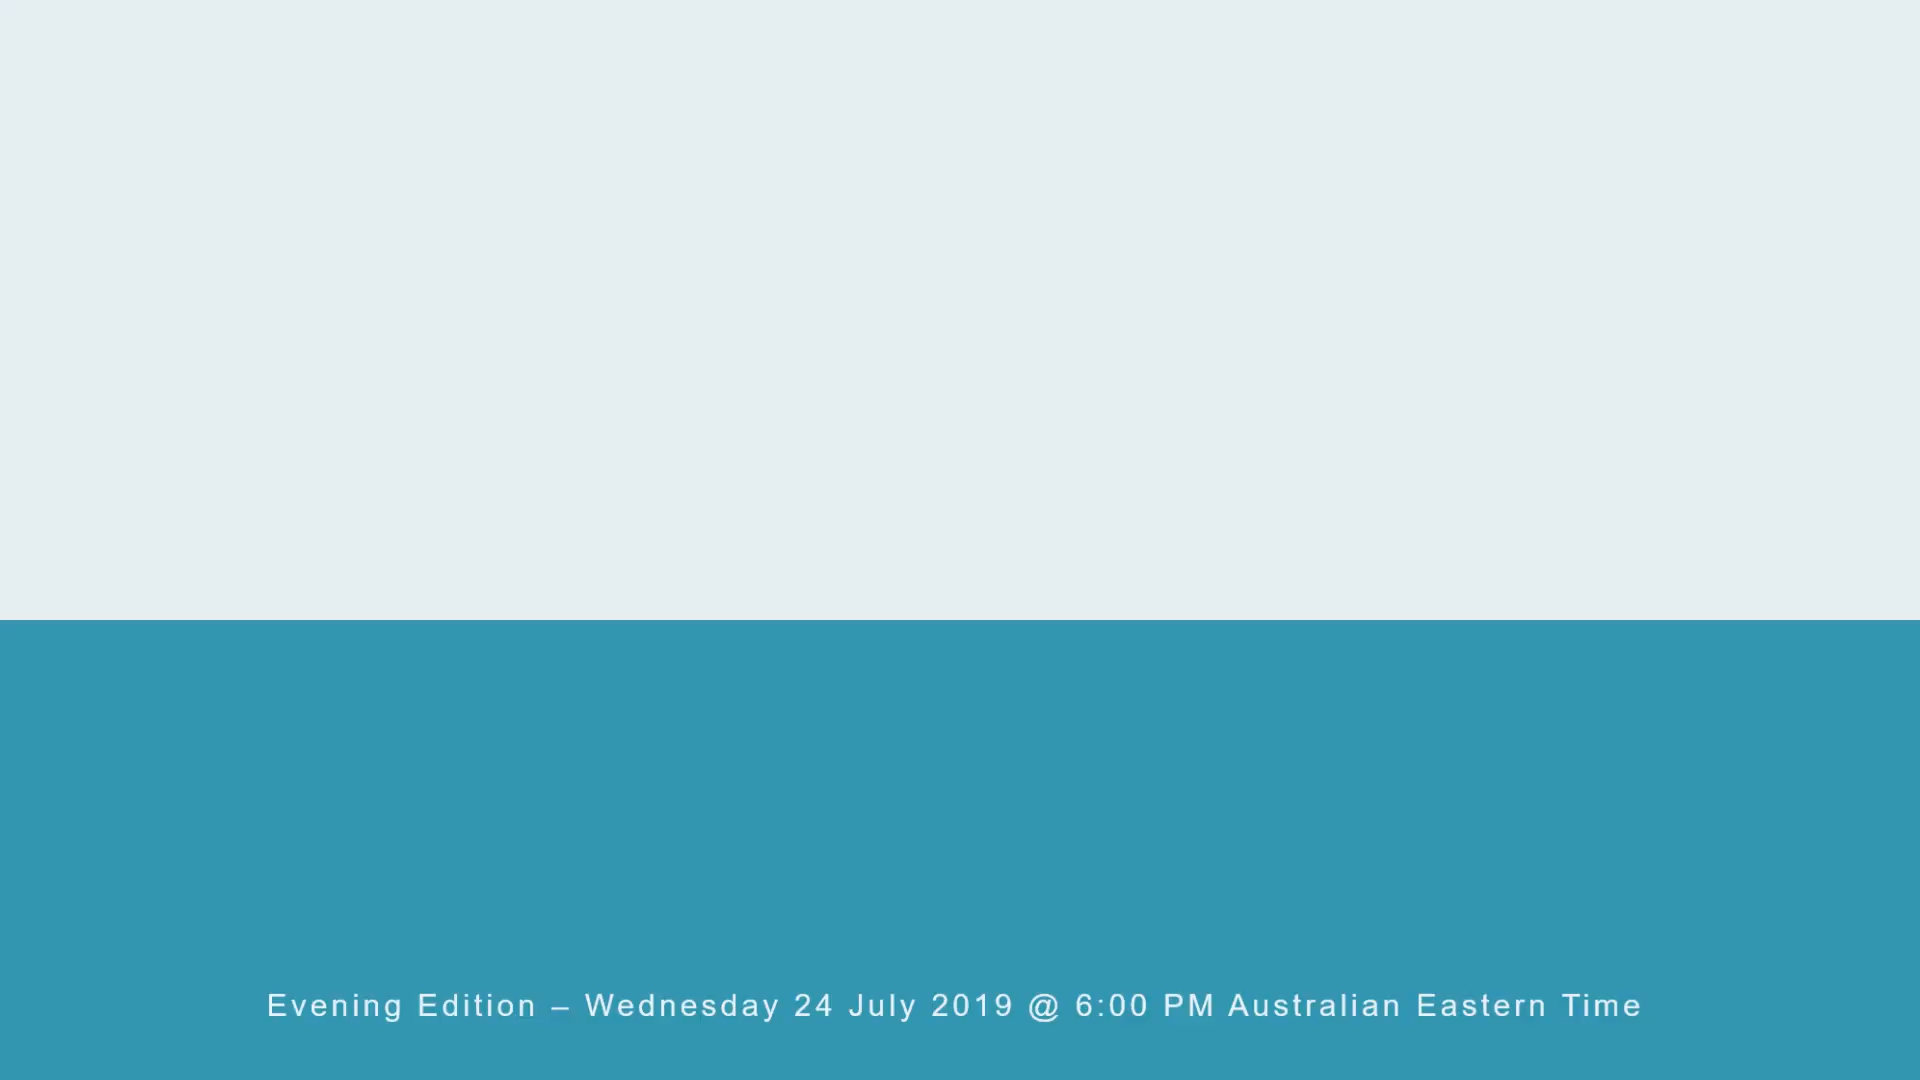 Evening Edition – Wednesday 24 July 2019 @ 6:00 PM Australian Eastern Time